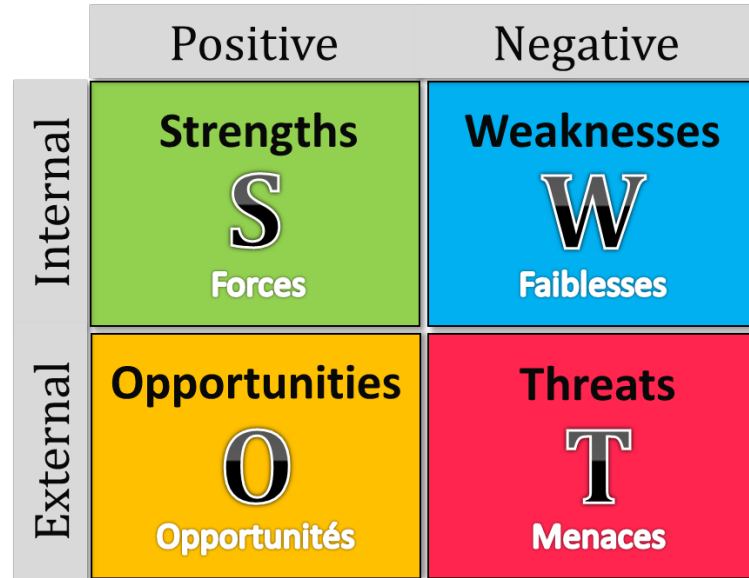 Positive
Negative
Internal
Strengths
S
Forces
Weaknesses
W
Faiblesses
External
Opportunities
O
Opportunités
Threats
T
Menaces